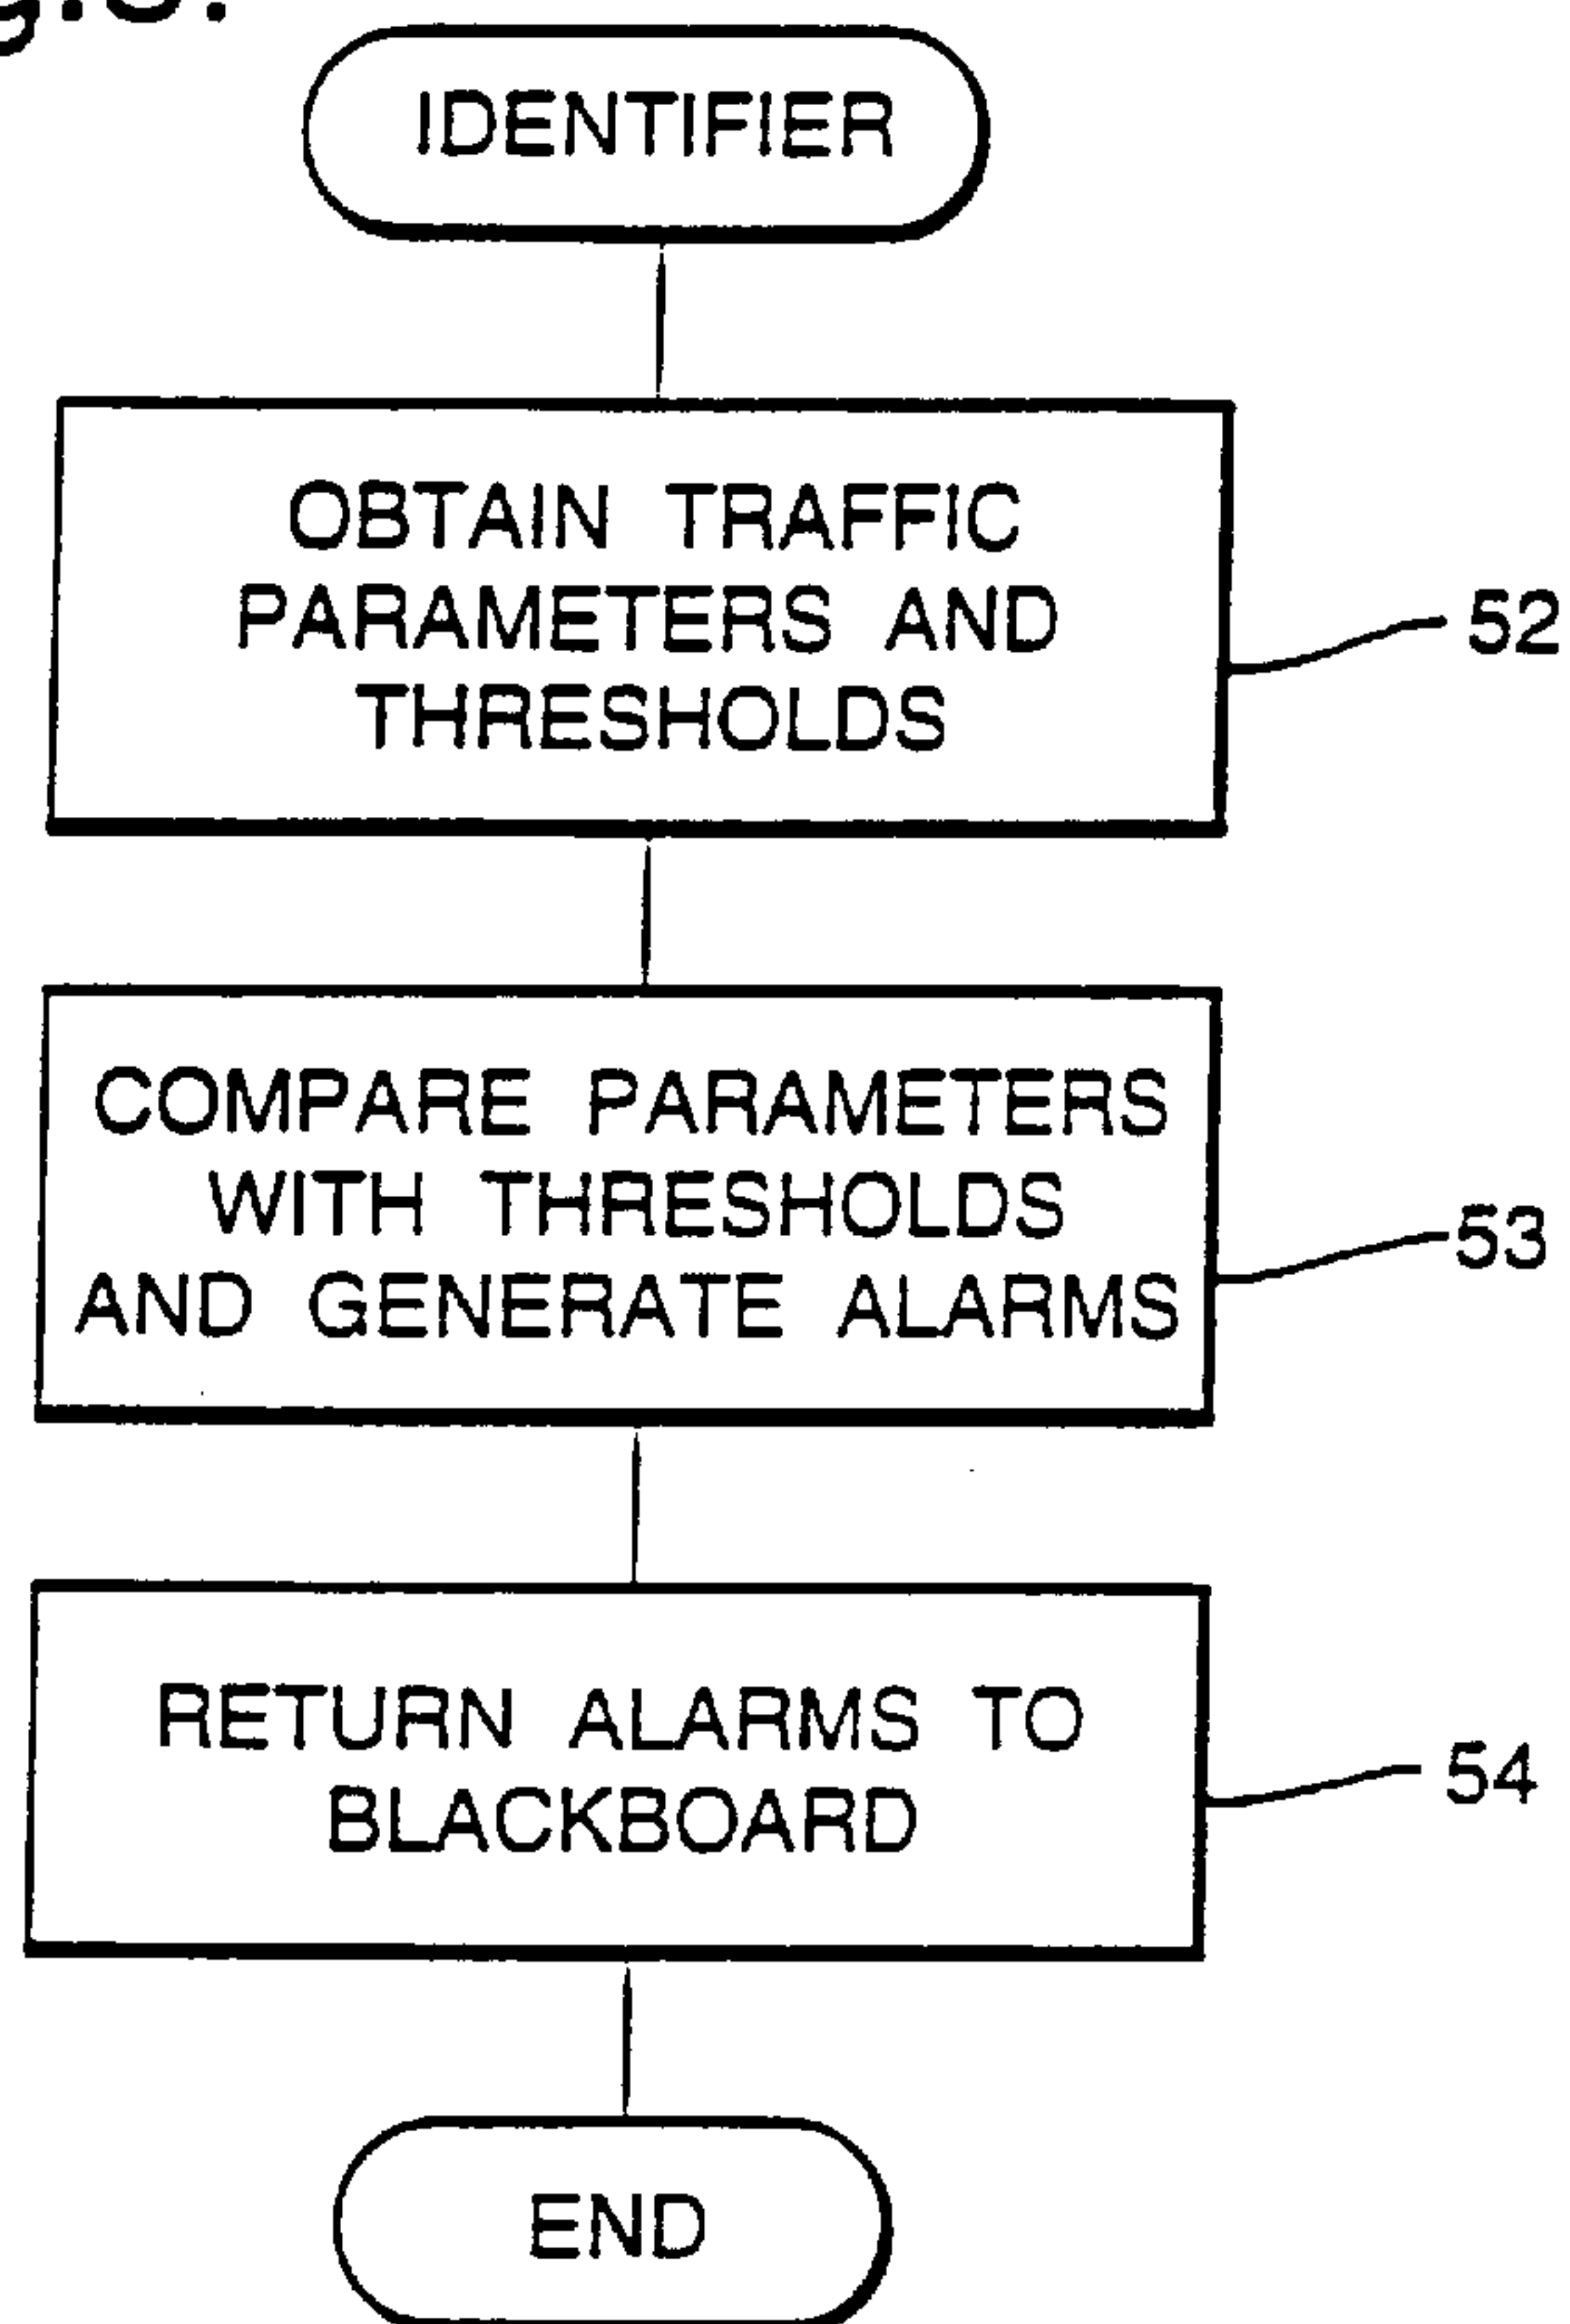 IDENTIFIER
OBTAIN TRAFFIC
PARAMETERS AND
THRESHOLDS
52
COMPARE PARAMETERS
WITH THRESHOLDS
AND GENERATE ALARMS
53
RETURN ALARMS TO
BLACKBOARD
54
END